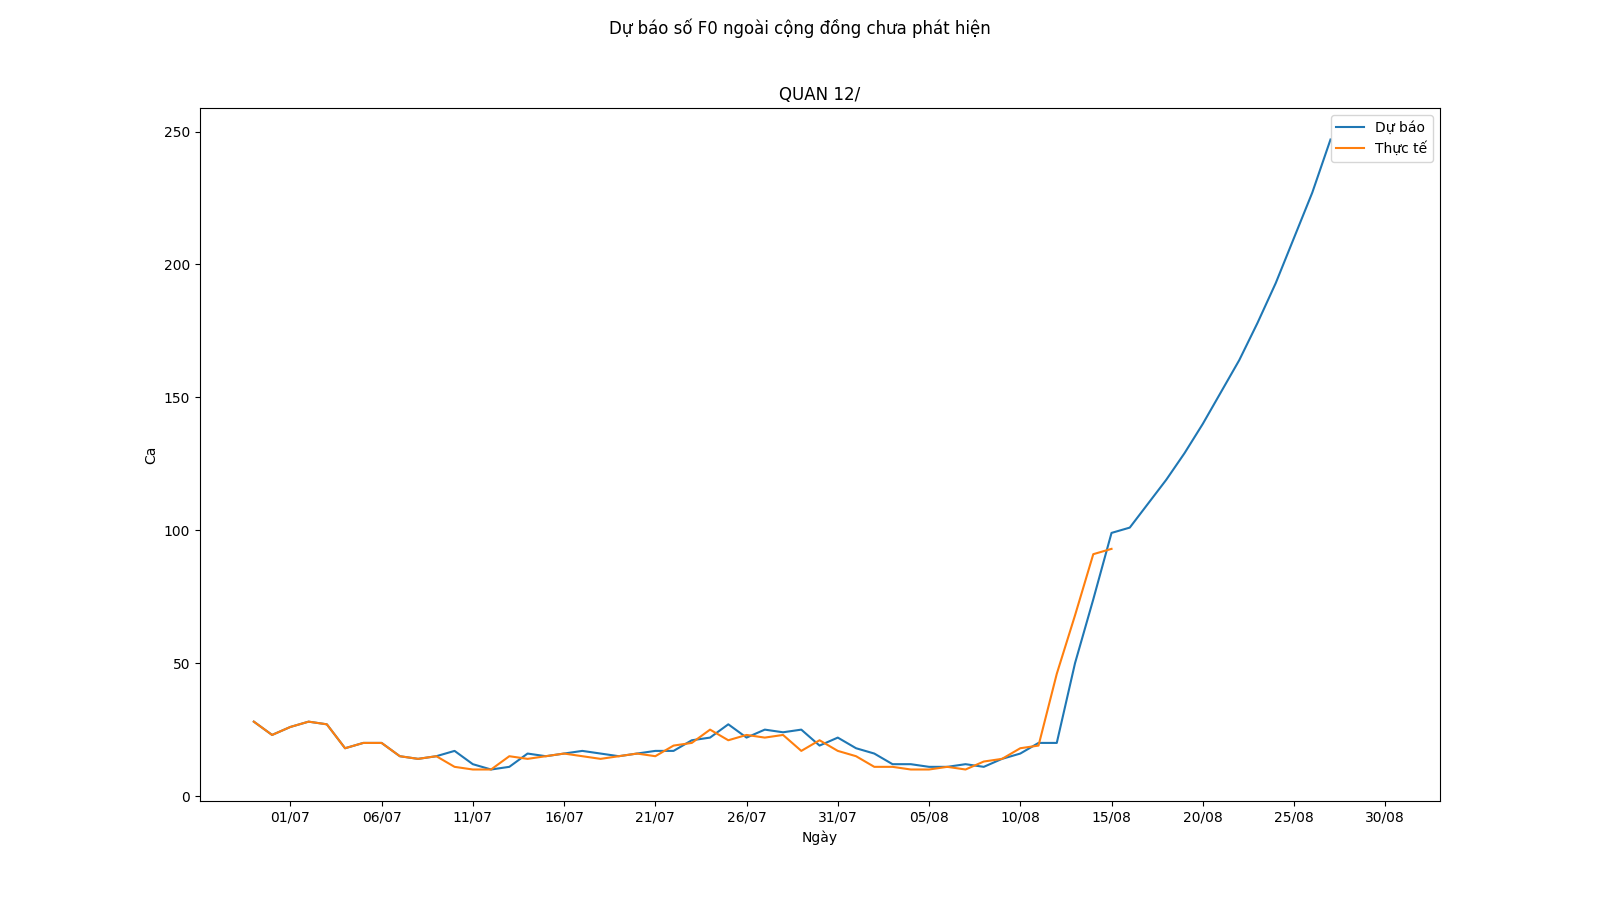 Dự báo số F0 ngoài cộng đồng chưa phát hiện
QUAN 12/
Dự báo
Thực tế
250
200
150
100
50
0
Ca
01/07 06/07 11/07 16/07 21/07 26/07 31/07 05/08 10/08 15/08 20/08 25/08 30/08
Ngày